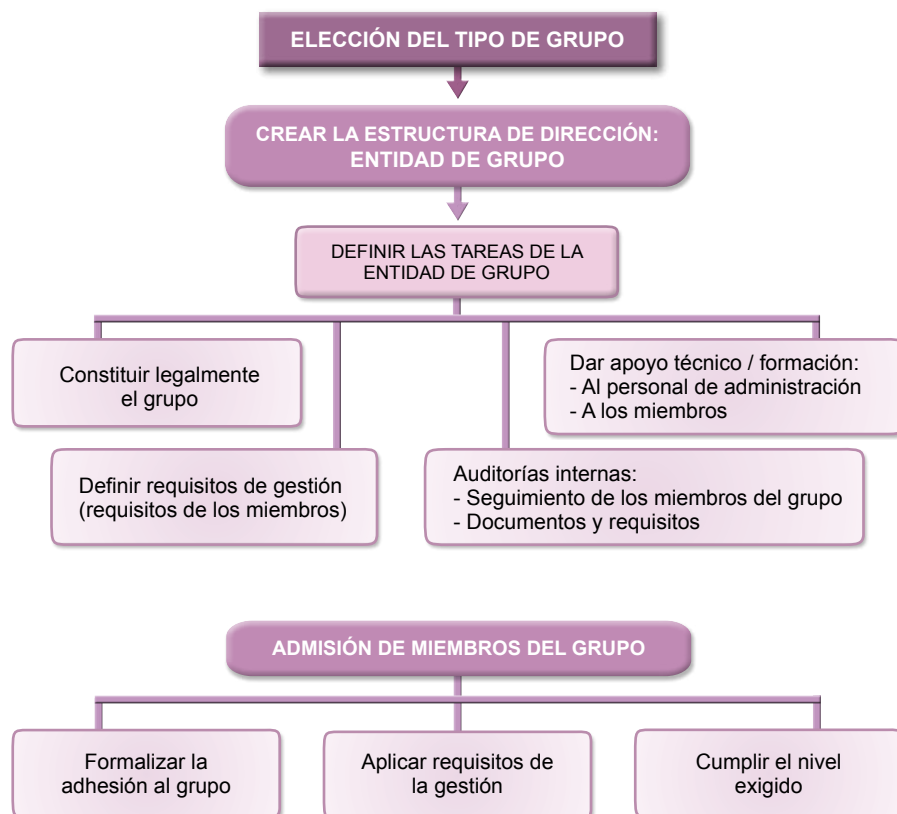 ELECCIÓN DEL TIPO DE GRUPO
CREAR LA ESTRUCTURA DE DIRECCIÓN:
ENTIDAD DE GRUPO
DEFINIR LAS TAREAS DE LA
ENTIDAD DE GRUPO
Constituir legalmente
el grupo
Dar apoyo técnico / formación:
- Al personal de administración
- A los miembros
Definir requisitos de gestión
(requisitos de los miembros)
Auditorías internas:
- Seguimiento de los miembros del grupo
- Documentos y requisitos
ADMISIÓN DE MIEMBROS DEL GRUPO
Formalizar la
adhesión al grupo
Aplicar requisitos de
la gestión
Cumplir el nivel
exigido